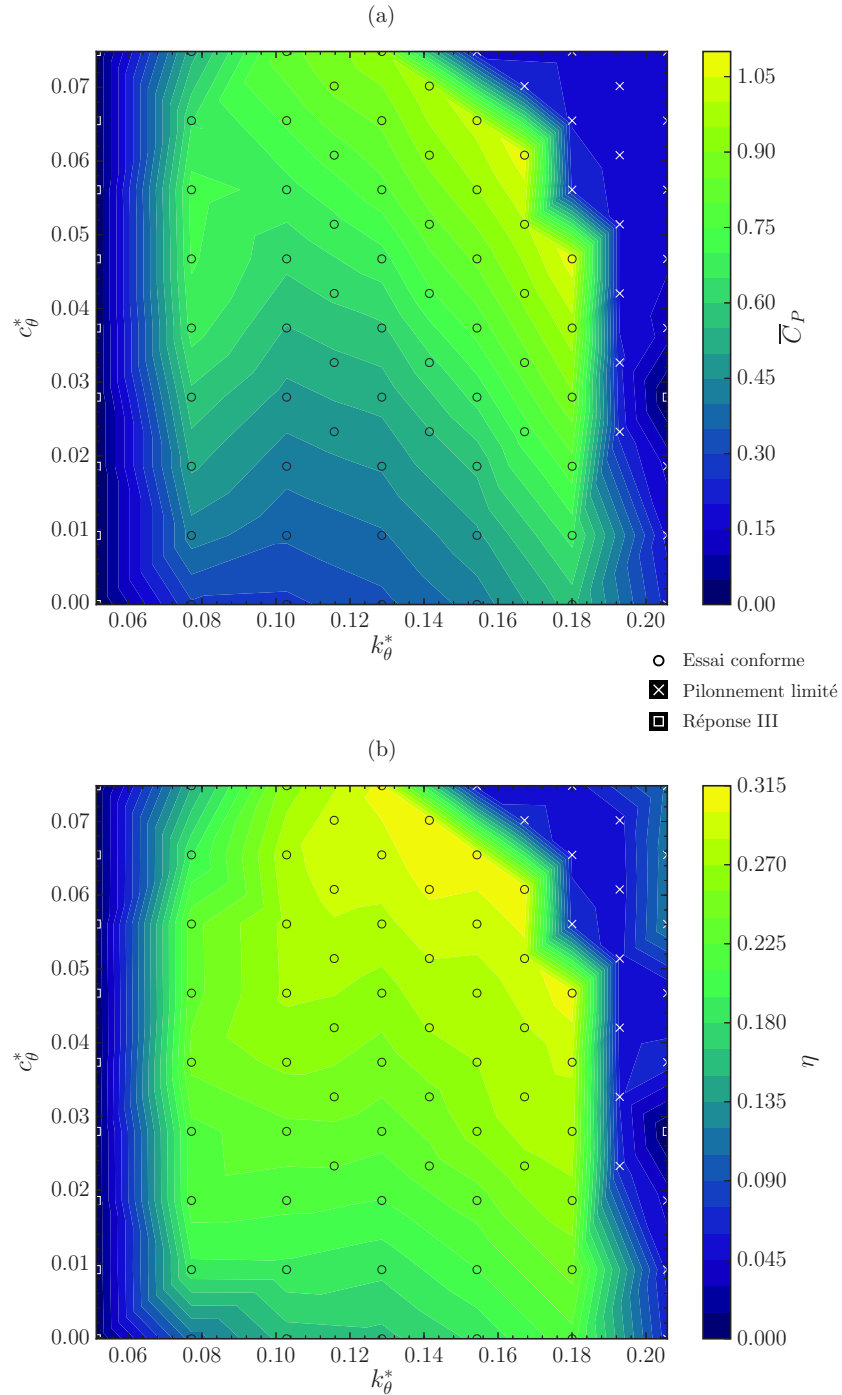 (a)
0.07
0.06
0.05
0.04
0.03
0.02
0.01
0.00
c*θ
0.06 0.08 0.10 0.12 0.14 0.16 0.18 0.20
k*θ
1.05
0.90
0.75
0.60
0.45
0.30
0.15
0.00
C̅P
Essai conforme
Pilonnement limité
Réponse III
(b)
0.07
0.06
0.05
0.04
0.03
0.02
0.01
0.00
c*θ
0.06 0.08 0.10 0.12 0.14 0.16 0.18 0.20
k*θ
0.315
0.270
0.225
0.180
0.135
0.090
0.045
0.000
η